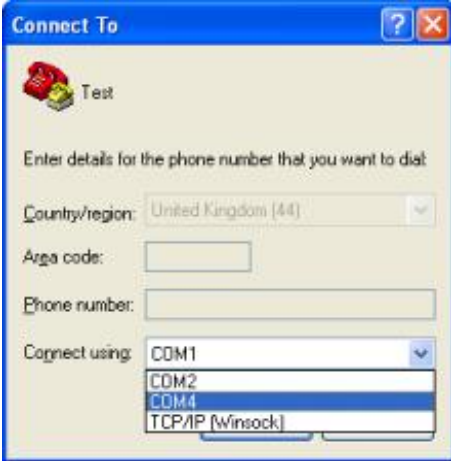 Connect To
Test
Enter details for the phone number that you want to dial:
Country/region: United Kingdom (44)
Area code:
Phone number:
Connect using: COM1
COM2
COM4
TCP/IP (Winsock)